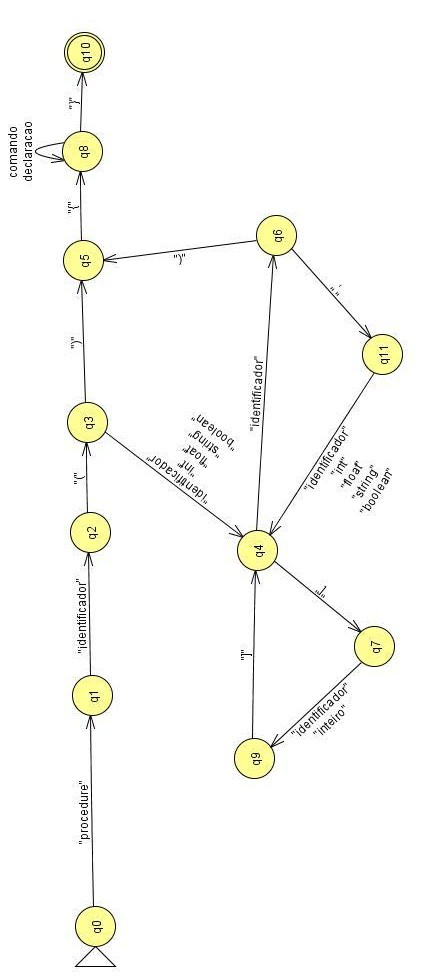 q0
"procedure"
q1
"identificador"
q2
"("
q3
")"
q5
"{"
q8
comando
declaracao
"}"
q10
"identificador"
"int"
"float"
"string"
"boolean"
q4
"identificador"
q6
")"
","
q11
"identificador"
"int"
"float"
"string"
"boolean"
"["
q7
"identificador"
"inteiro"
q9
"]"